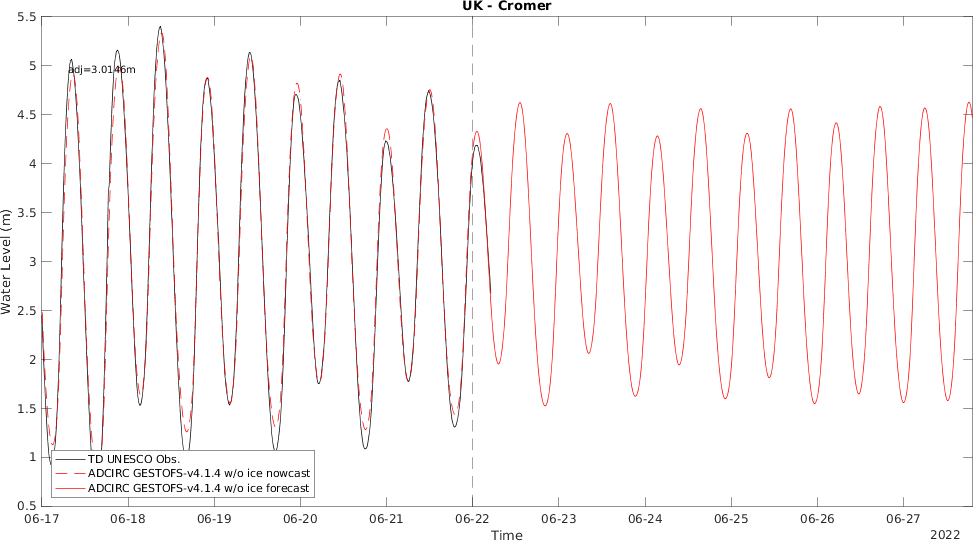 UK - Cromer
5.5
5
4.5
4
3.5
3
2.5
2
1.5
1
0.5
Water Level (m)
adj=3.0146m
TD UNESCO Obs.
ADCIRC GESTOFS-v4.1.4 w/o ice nowcast
ADCIRC GESTOFS-v4.1.4 w/o ice forecast
06-17 06-18 06-19 06-20 06-21 06-22 06-23 06-24 06-25 06-26 06-27
Time
2022